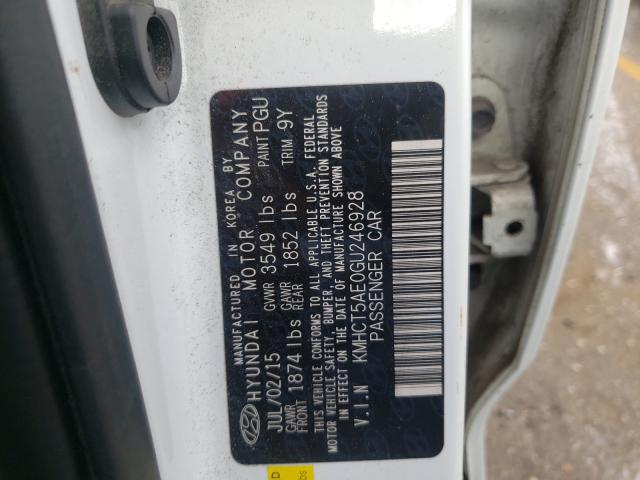 MANUFACTURED IN KOREA BY
HYUNDAI MOTOR COMPANY
JUL/02/15 GVWR 3549 lbs PAINT PGU
GAWR FRONT 1874 lbs GAWR REAR 1852 lbs TRIM 9Y
THIS VEHICLE CONFORMS TO ALL APPLICABLE U.S.A. FEDERAL
MOTOR VEHICLE SAFETY, BUMPER, AND THEFT PREVENTION STANDARDS
IN EFFECT ON THE DATE OF MANUFACTURE SHOWN ABOVE
V.I.N KMHCT5AE0GU246928
PASSENGER CAR